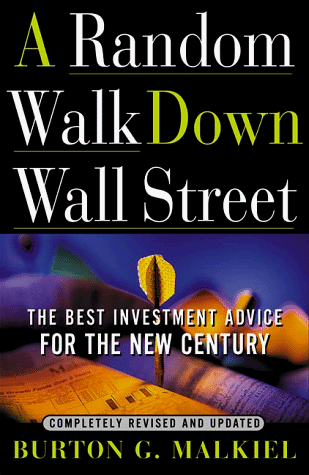 A Random
Walk Down
Wall Street
THE BEST INVESTMENT ADVICE
FOR THE NEW CENTURY
COMPLETELY REVISED AND UPDATED
BURTON G. MALKIEL